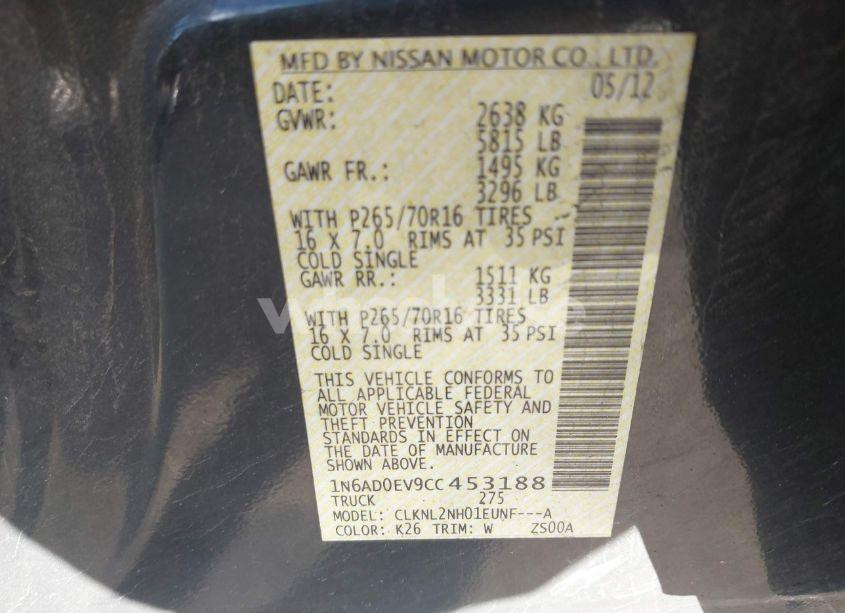 MFD BY NISSAN MOTOR CO., LTD.
DATE: 05/12
GVWR: 2638 KG
5815 LB
GAWR FR.: 1495 KG
3296 LB
WITH P265/70R16 TIRES
16 X 7.0 RIMS AT 35 PSI
COLD SINGLE
GAWR RR.: 1511 KG
3331 LB
WITH P265/70R16 TIRES
16 X 7.0 RIMS AT 35 PSI
COLD SINGLE
THIS VEHICLE CONFORMS TO
ALL APPLICABLE FEDERAL
MOTOR VEHICLE SAFETY AND
THEFT PREVENTION
STANDARDS IN EFFECT ON
THE DATE OF MANUFACTURE
SHOWN ABOVE.
1N6AD0EV9CC453188
TRUCK 275
MODEL: CLKNL2NH01EUNF---A
COLOR: K26 TRIM: W ZS00A